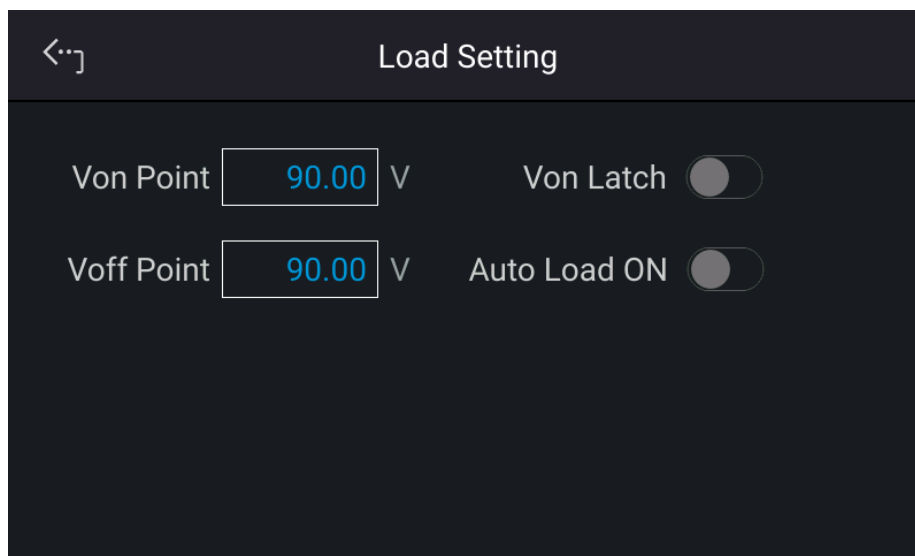 Load Setting
Von Point 90.00 V Von Latch
Voff Point 90.00 V Auto Load ON